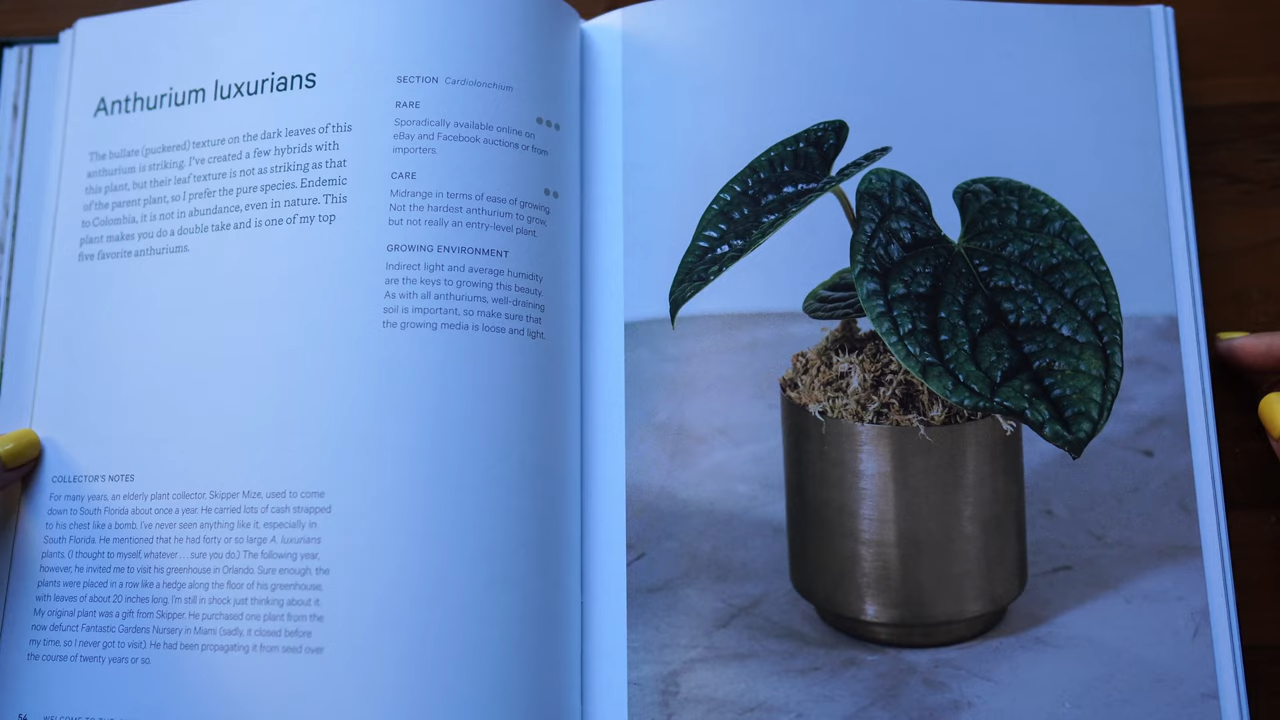 Anthurium luxurians
The bullate (puckered) texture on the dark leaves of this
anthurium is striking. I've created a few hybrids with
this plant, but their leaf texture is not as striking as that
of the parent plant, so I prefer the pure species. Endemic
to Colombia, it is not in abundance, even in nature. This
plant makes you do a double take and is one of my top
five favorite anthuriums.
SECTION Cardiolonchium
RARE
Sporadically available online on
eBay and Facebook auctions or from
importers.
CARE
Midrange in terms of ease of growing.
Not the hardest anthurium to grow,
but not really an entry-level plant.
GROWING ENVIRONMENT
Indirect light and average humidity
are the keys to growing this beauty.
As with all anthuriums, well-draining
soil is important, so make sure that
the growing media is loose and light.
COLLECTOR'S NOTES
For many years, an elderly plant collector, Skipper Mize, used to come
down to South Florida about once a year. He carried lots of cash strapped
to his chest like a bomb. I've never seen anything like it, especially in
South Florida. He mentioned that he had forty or so large A. luxurians
plants. (I thought to myself, whatever . . . sure you do.) The following year,
however, he invited me to visit his greenhouse in Orlando. Sure enough, the
plants were placed in a row like a hedge along the floor of his greenhouse,
with leaves of about 20 inches long. I'm still in shock just thinking about it.
My original plant was a gift from Skipper. He purchased one plant from the
now defunct Fantastic Gardens Nursery in Miami (sadly, it closed before
my time, so I never got to visit). He had been propagating it from seed over
the course of twenty years or so.
54 WELCOME TO THE